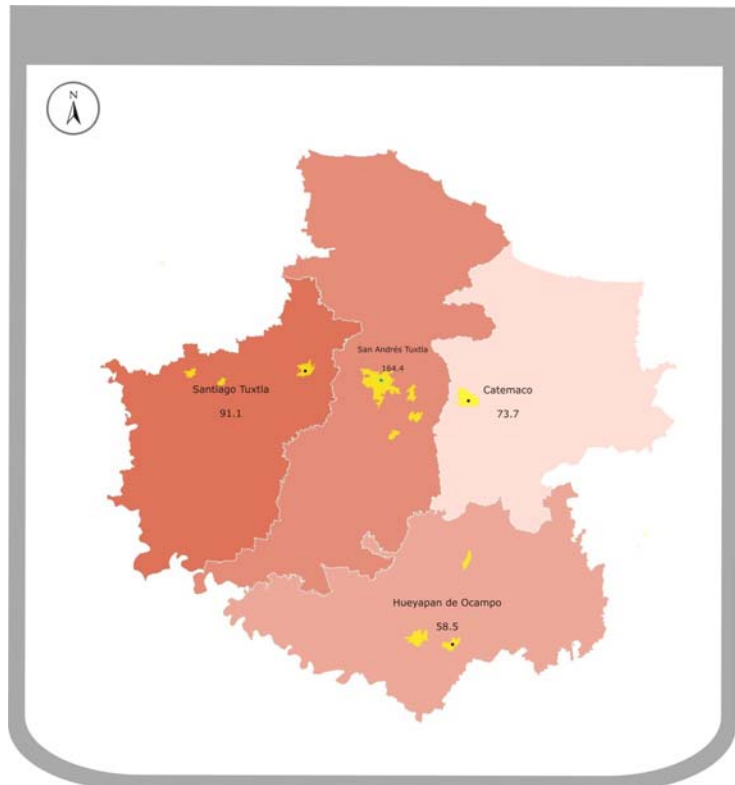 N
San Andrés Tuxtla
164.4
Santiago Tuxtla
91.1
Catemaco
73.7
Hueyapan de Ocampo
58.5